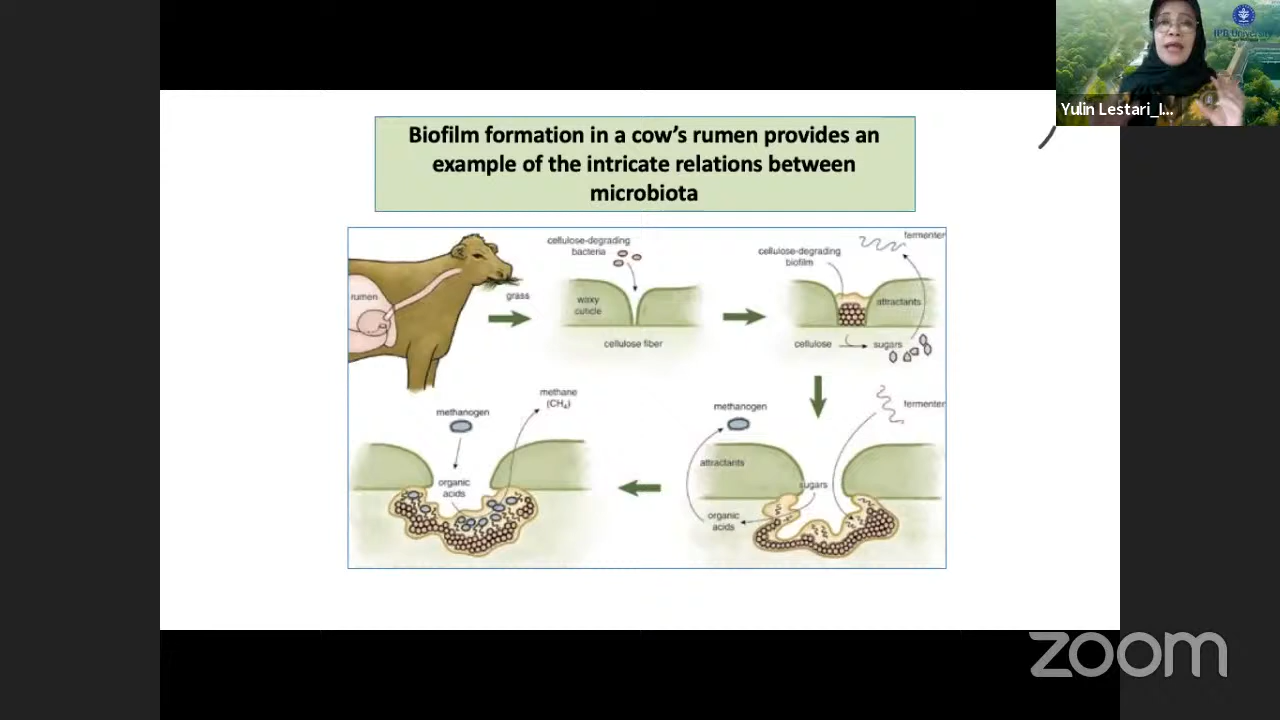 IPB University
Yulin Lestari_I...
Biofilm formation in a cow's rumen provides an
example of the intricate relations between
microbiota
rumen
grass
cellulose-degrading
bacteria
waxy
cuticle
cellulose fiber
cellulose-degrading
biofilm
fermenter
attractants
cellulose
sugars
methanogen
fermenter
attractants
sugars
organic
acids
methane
(CH₄)
methanogen
organic
acids
zoom